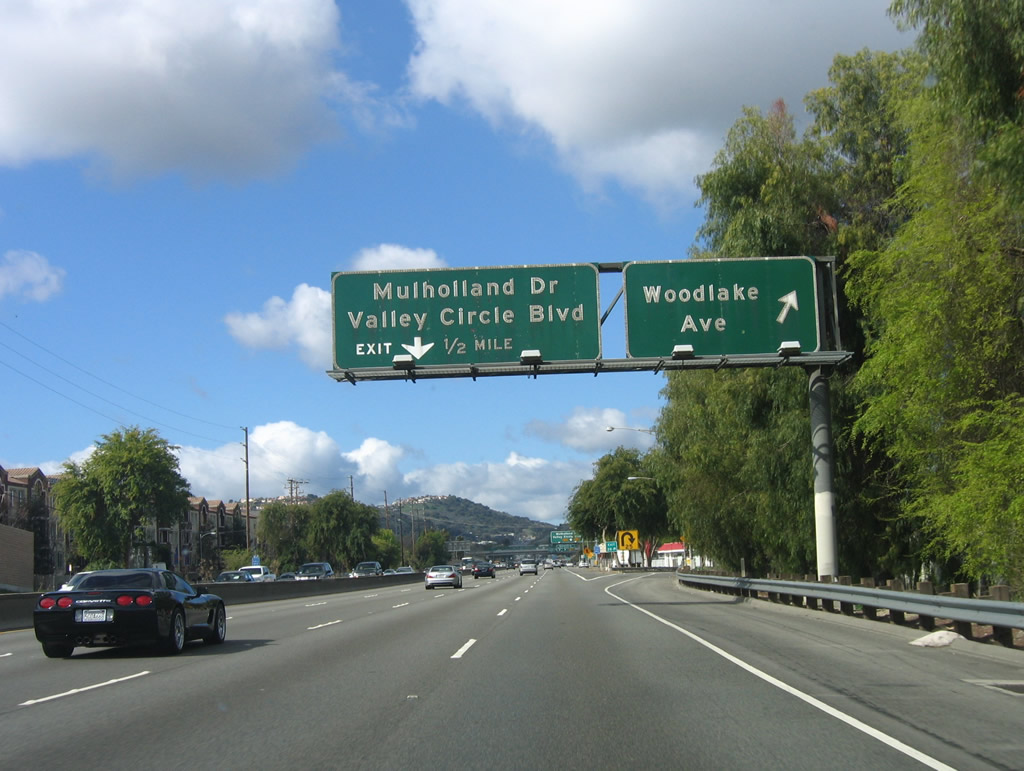 Mulholland Dr
Valley Circle Blvd
EXIT 1/2 MILE
Woodlake
Ave